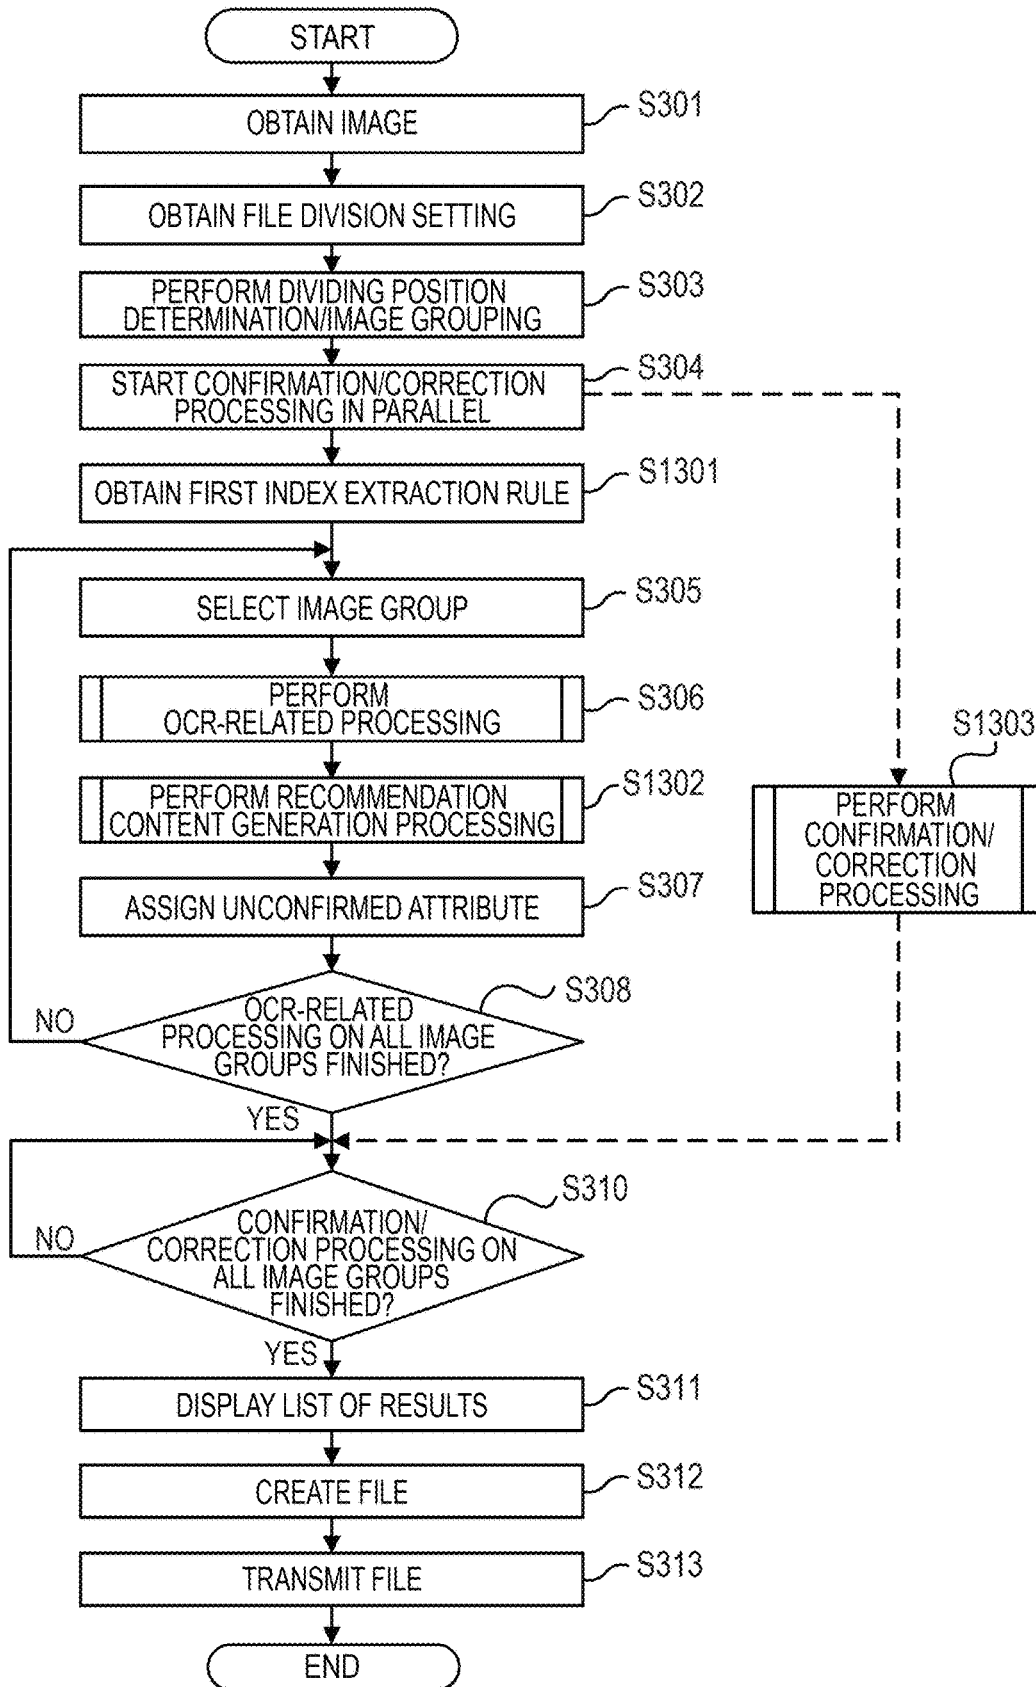 START
OBTAIN IMAGE
S301
OBTAIN FILE DIVISION SETTING
S302
PERFORM DIVIDING POSITION
DETERMINATION/IMAGE GROUPING
S303
START CONFIRMATION/CORRECTION
PROCESSING IN PARALLEL
S304
OBTAIN FIRST INDEX EXTRACTION RULE
S1301
SELECT IMAGE GROUP
S305
PERFORM
OCR-RELATED PROCESSING
S306
PERFORM RECOMMENDATION
CONTENT GENERATION PROCESSING
S1302
S1303
PERFORM
CONFIRMATION/
CORRECTION
PROCESSING
ASSIGN UNCONFIRMED ATTRIBUTE
S307
OCR-RELATED
PROCESSING ON ALL IMAGE
GROUPS FINISHED?
S308
NO
YES
CONFIRMATION/
CORRECTION PROCESSING ON
ALL IMAGE GROUPS
FINISHED?
S310
NO
YES
DISPLAY LIST OF RESULTS
S311
CREATE FILE
S312
TRANSMIT FILE
S313
END